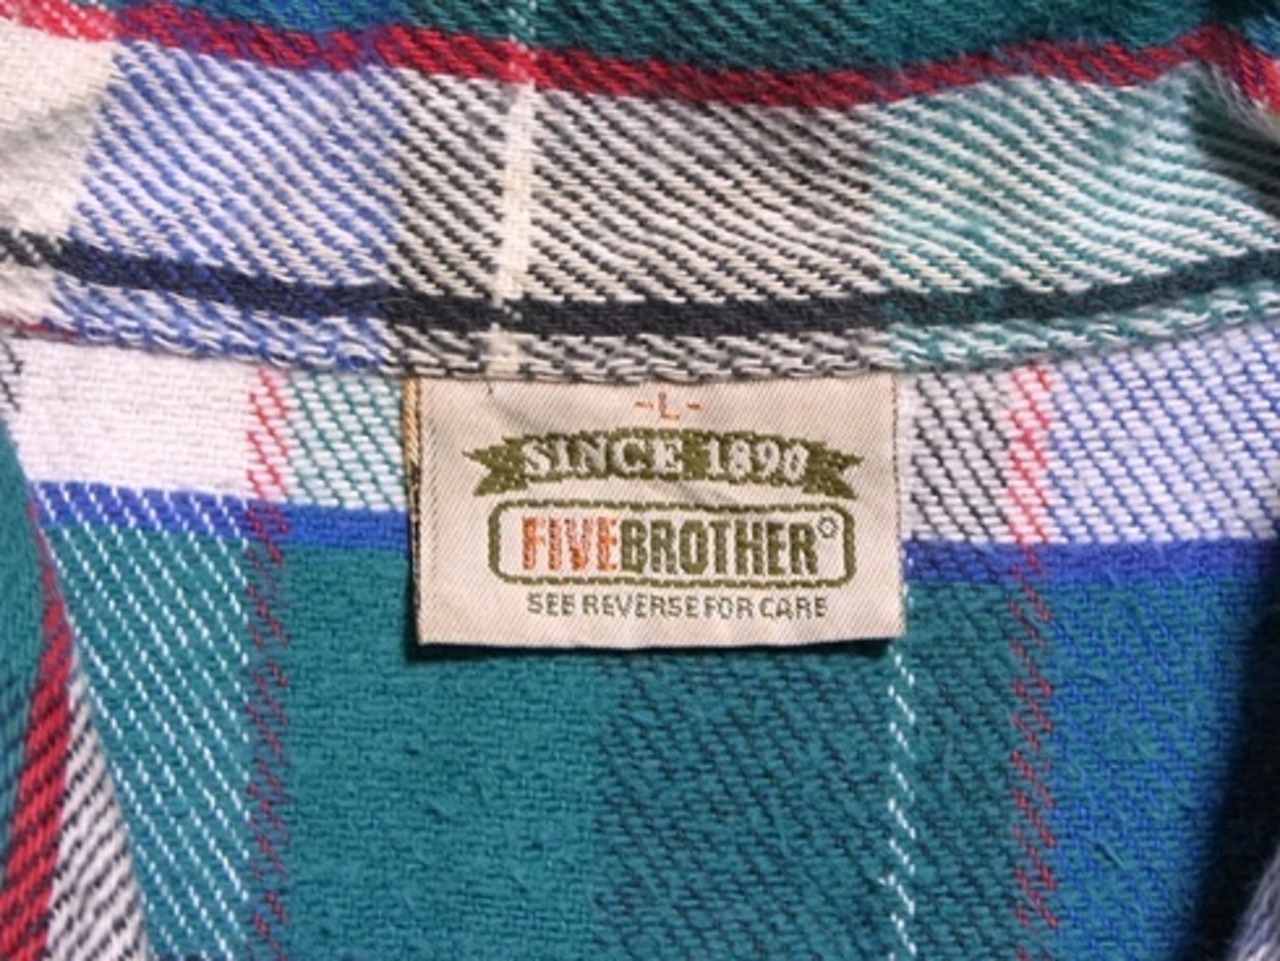 -L-
SINCE 1890
FIVEBROTHER®
SEE REVERSE FOR CARE